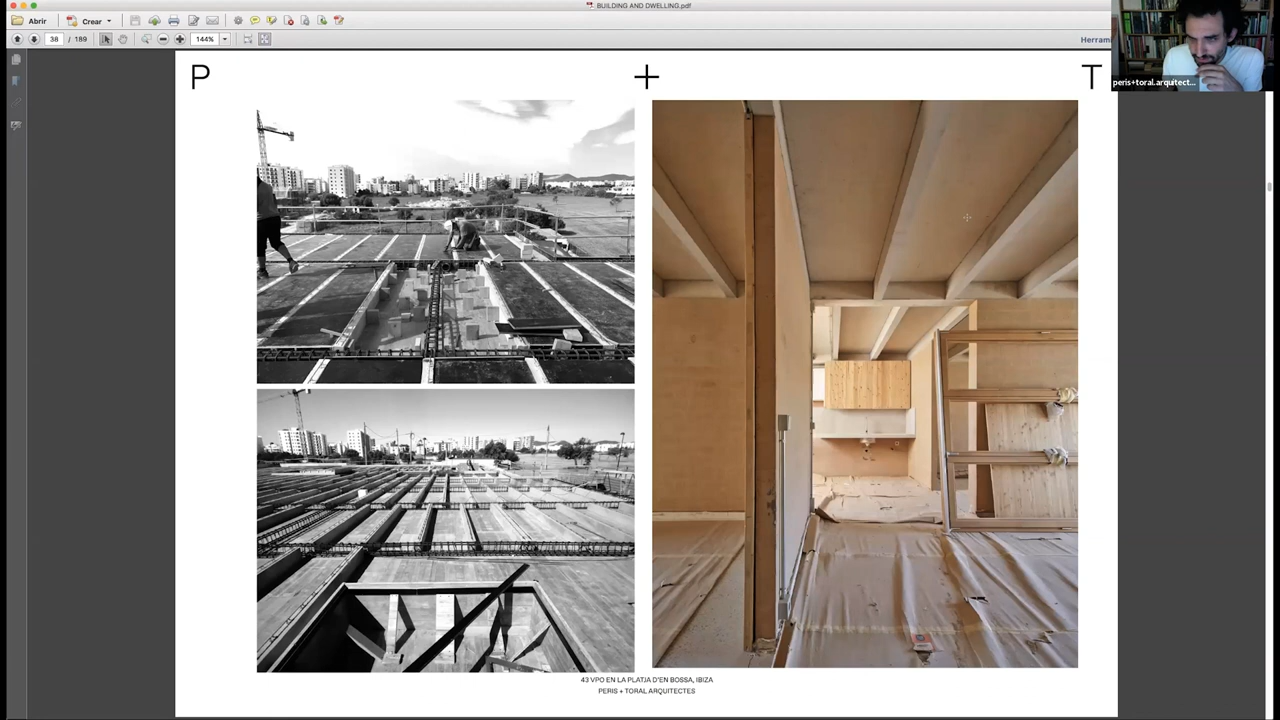 BUILDING AND DWELLING.pdf
Abrir
Crear
38 / 189
144%
Herrami
peris+toral.arquitect...
P + T
43 VPO EN LA PLATJA D'EN BOSSA, IBIZA
PERIS + TORAL ARQUITECTES